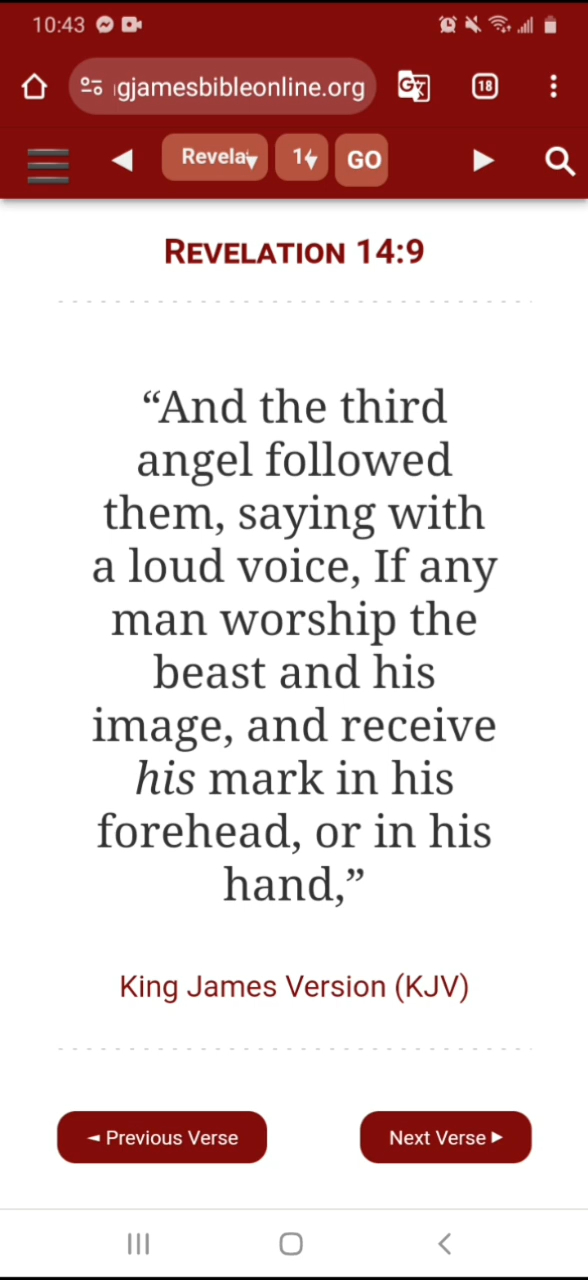 10:43
gjamesbibleonline.org
18
Revela
14
GO
REVELATION 14:9
“And the third
angel followed
them, saying with
a loud voice, If any
man worship the
beast and his
image, and receive
his mark in his
forehead, or in his
hand,”
King James Version (KJV)
◄ Previous Verse
Next Verse ►